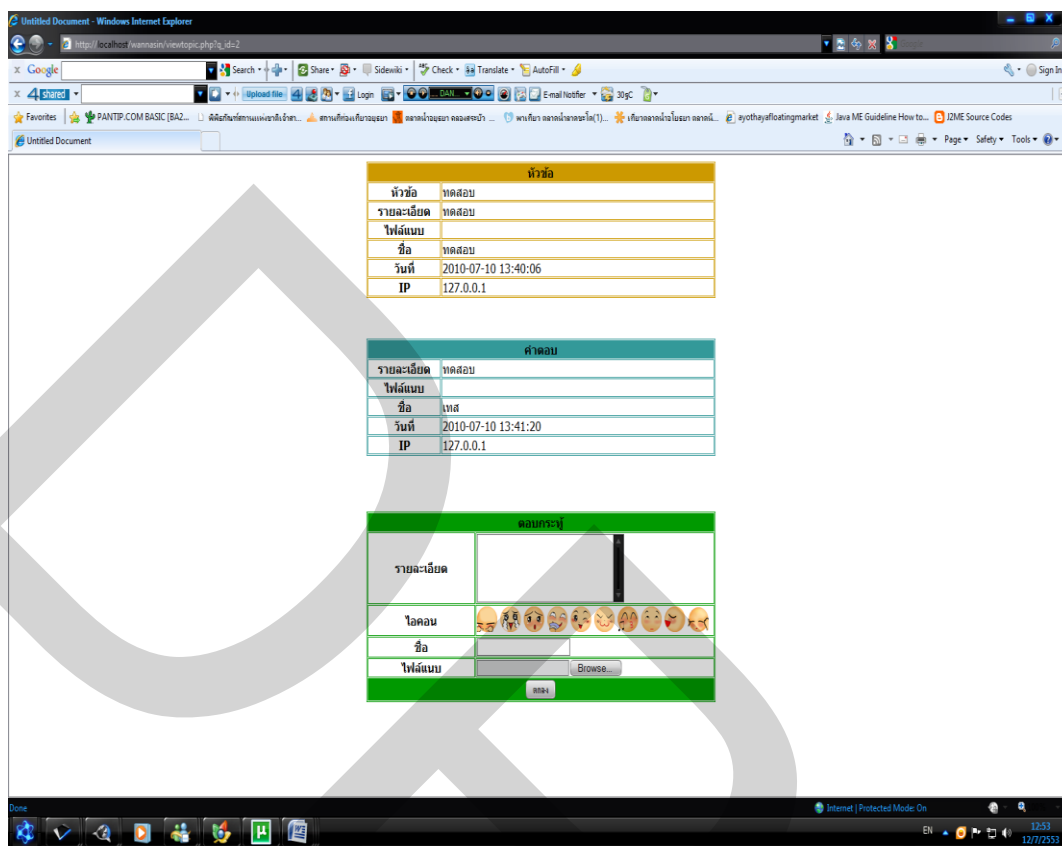 Untitled Document - Windows Internet Explorer
http://localhost/wannasin/viewtopic.php?q_id=2
Google
x Google Search Share Sidewiki Check Translate AutoFill Sign In
x 4shared Upload file Login DAN... E-mail Notifier 30şC
Favorites PANTIP.COM BASIC [BA2... ayothayafloatingmarket Java ME Guideline How to... J2ME Source Codes
Untitled Document Page Safety Tools
หัวข้อ
หัวข้อ ทดสอบ
รายละเอียด ทดสอบ
ไฟล์แนบ
ชื่อ ทดสอบ
วันที่ 2010-07-10 13:40:06
IP 127.0.0.1
คำตอบ
รายละเอียด ทดสอบ
ไฟล์แนบ
ชื่อ เทส
วันที่ 2010-07-10 13:41:20
IP 127.0.0.1
ตอบกระทู้
รายละเอียด
ไอคอน
ชื่อ
ไฟล์แนบ Browse...
ตกลง
Done Internet | Protected Mode: On
EN 12:53
12/7/2553